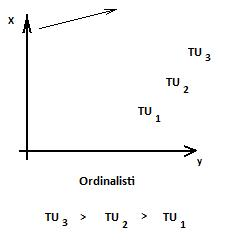 x
TU 3
TU 2
TU 1
y
Ordinalisti
TU 3 > TU 2 > TU 1